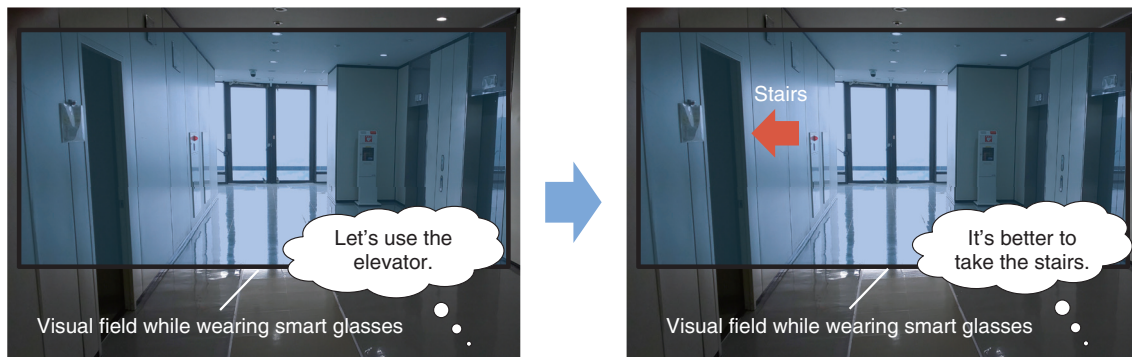 Let's use the
elevator.
Visual field while wearing smart glasses
Stairs
It's better to
take the stairs.
Visual field while wearing smart glasses